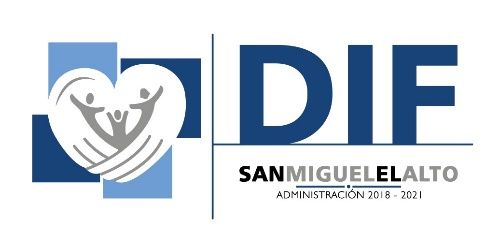 DIF
SANMIGUELELALTO
ADMINISTRACIÓN 2018 - 2021